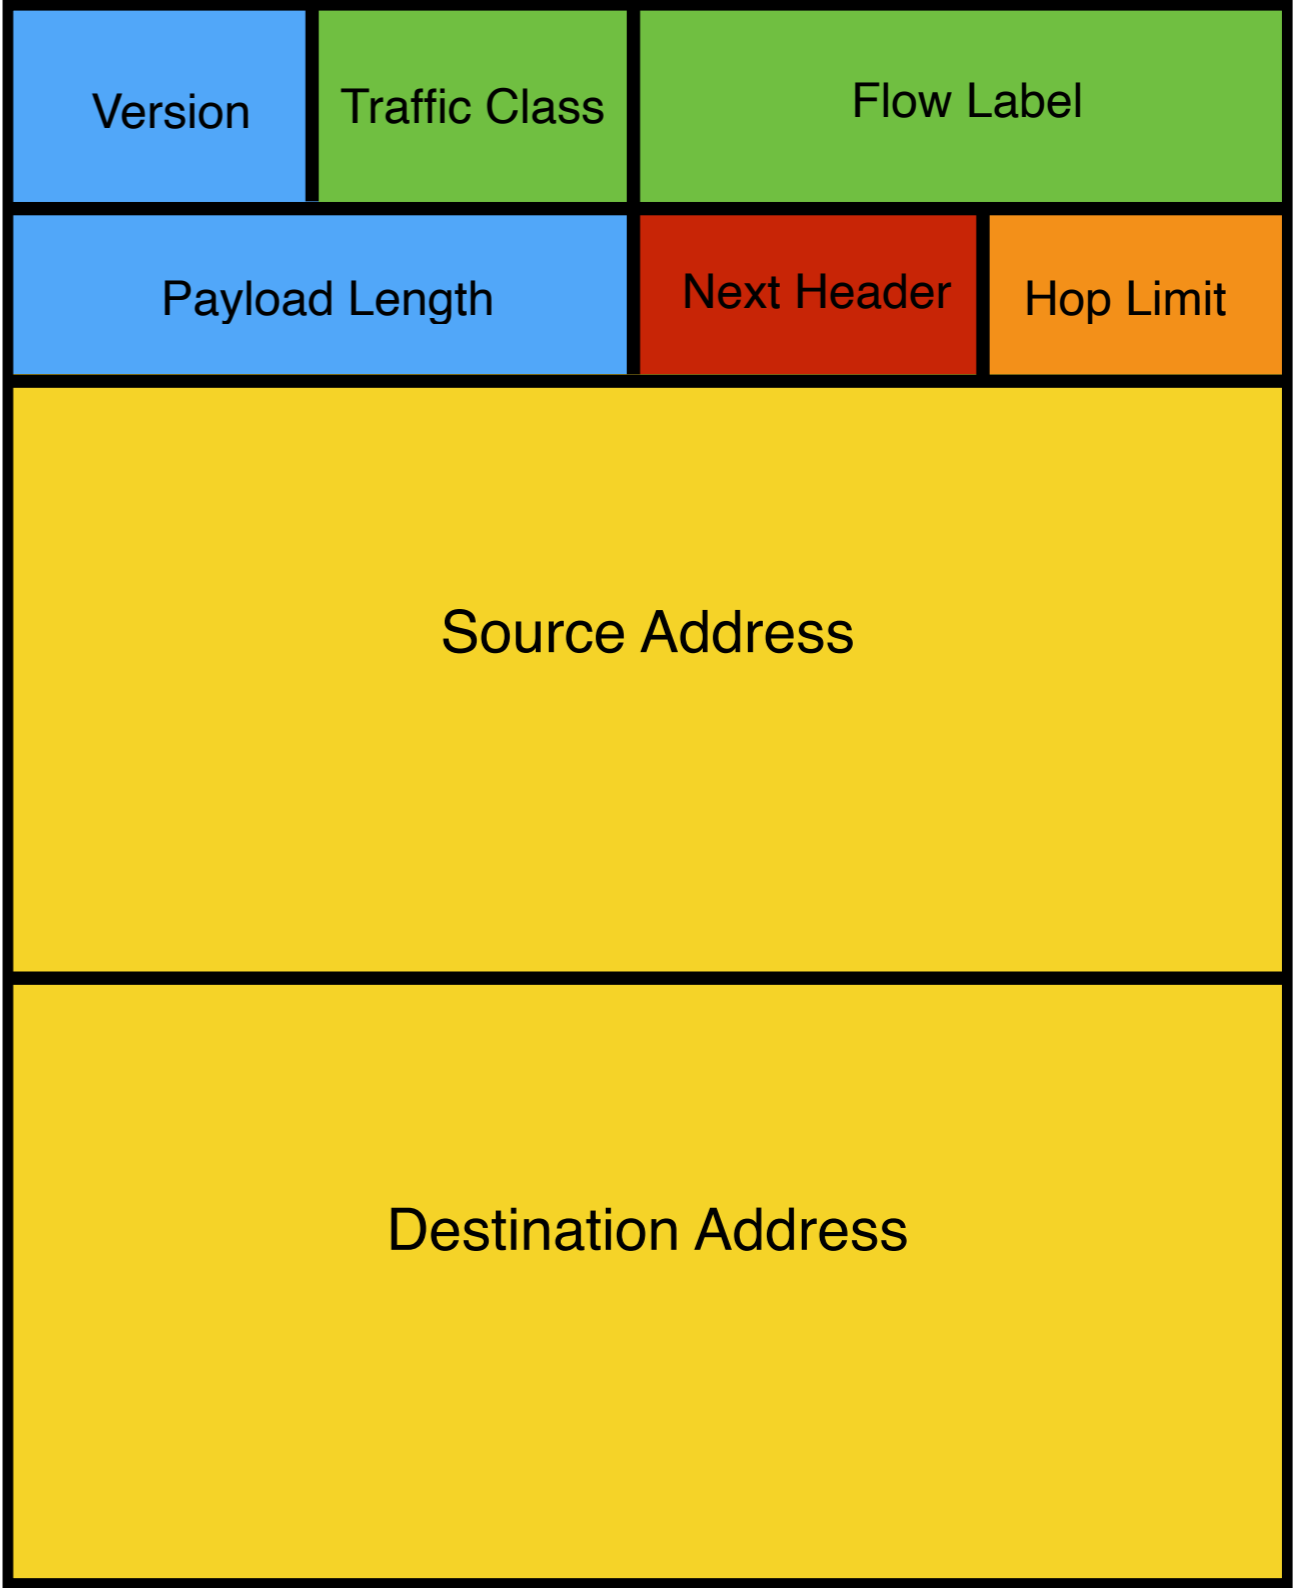 Version
Traffic Class
Flow Label
Payload Length
Next Header
Hop Limit
Source Address
Destination Address